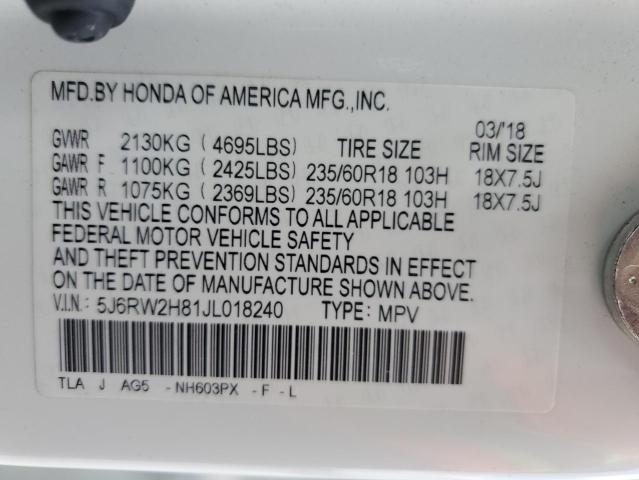 MFD.BY HONDA OF AMERICA MFG.,INC.
03/'18
GVWR 2130KG ( 4695LBS) TIRE SIZE RIM SIZE
GAWR F 1100KG ( 2425LBS) 235/60R18 103H 18X7.5J
GAWR R 1075KG ( 2369LBS) 235/60R18 103H 18X7.5J
THIS VEHICLE CONFORMS TO ALL APPLICABLE
FEDERAL MOTOR VEHICLE SAFETY
AND THEFT PREVENTION STANDARDS IN EFFECT
ON THE DATE OF MANUFACTURE SHOWN ABOVE.
V.I.N.: 5J6RW2H81JL018240 TYPE: MPV
TLA J AG5 -NH603PX -F -L